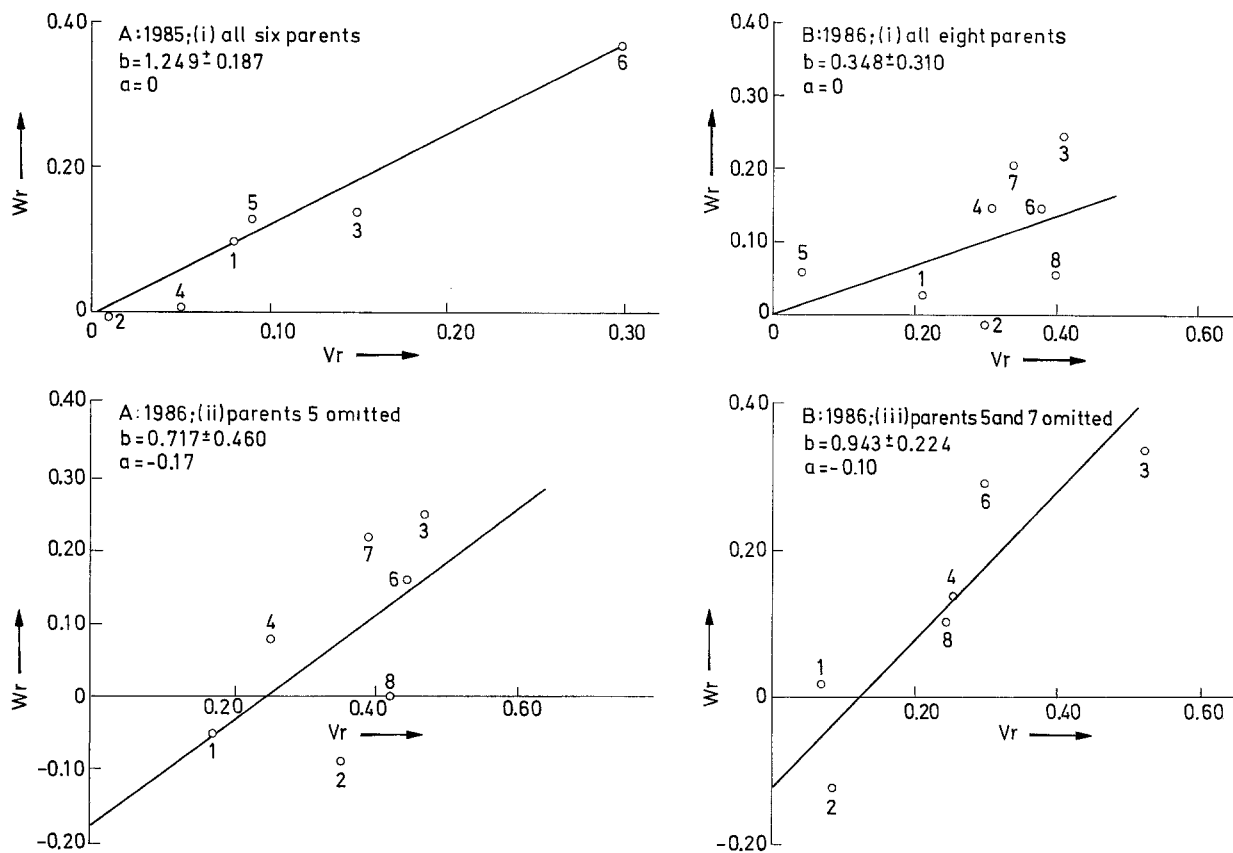 A:1985;(i) all six parents
b=1.249±0.187
a=0
0.40
0.20
0
Wr
6
5
3
1
4
2
0.10
0.20
0.30
Vr
B:1986;(i) all eight parents
b=0.348±0.310
a=0
0.40
0.30
0.20
0.10
0
Wr
3
7
4
6
5
8
1
2
0
0.20
0.40
0.60
Vr
A:1986;(ii)parents 5 omitted
b=0.717±0.460
a=-0.17
0.40
0.30
0.20
0.10
0
-0.10
-0.20
Wr
3
7
6
4
8
1
2
0.20
0.40
0.60
Vr
B:1986;(iii)parents 5and 7 omitted
b=0.943±0.224
a=-0.10
0.40
0.20
0
-0.20
Wr
3
6
4
8
1
2
0.20
0.40
0.60
Vr